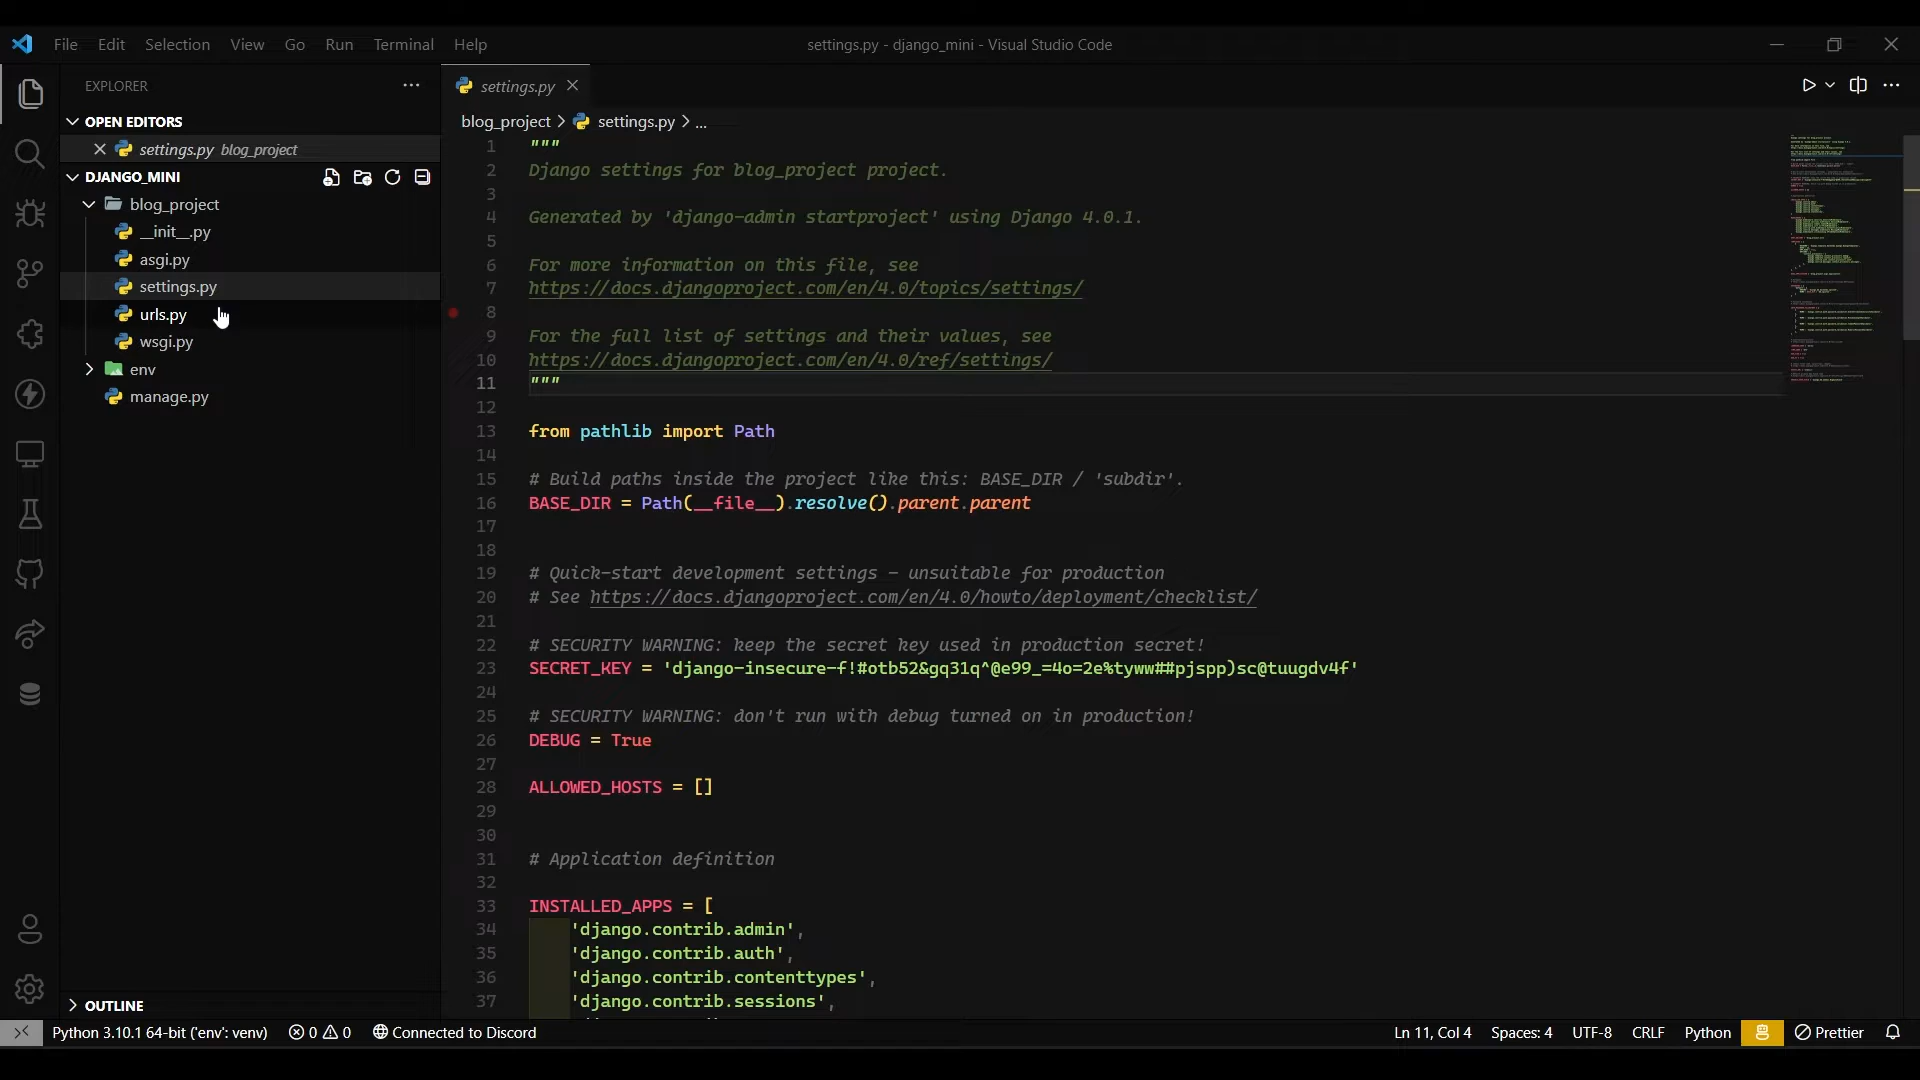 File Edit Selection View Go Run Terminal Help
settings.py - django_mini - Visual Studio Code
EXPLORER
OPEN EDITORS
settings.py blog_project
DJANGO_MINI
blog_project
__init__.py
asgi.py
settings.py
urls.py
wsgi.py
env
manage.py
OUTLINE
settings.py
blog_project > settings.py > ...
1 """
2 Django settings for blog_project project.
3
4 Generated by 'django-admin startproject' using Django 4.0.1.
5
6 For more information on this file, see
7 https://docs.djangoproject.com/en/4.0/topics/settings/
8
9 For the full list of settings and their values, see
10 https://docs.djangoproject.com/en/4.0/ref/settings/
11 """
12
13 from pathlib import Path
14
15 # Build paths inside the project like this: BASE_DIR / 'subdir'.
16 BASE_DIR = Path(__file__).resolve().parent.parent
17
18
19 # Quick-start development settings - unsuitable for production
20 # See https://docs.djangoproject.com/en/4.0/howto/deployment/checklist/
21
22 # SECURITY WARNING: keep the secret key used in production secret!
23 SECRET_KEY = 'django-insecure-f!#otb52&gq31q^@e99_=4o=2e%tyww##pjspp)sc@tuugdv4f'
24
25 # SECURITY WARNING: don't run with debug turned on in production!
26 DEBUG = True
27
28 ALLOWED_HOSTS = []
29
30
31 # Application definition
32
33 INSTALLED_APPS = [
34 'django.contrib.admin',
35 'django.contrib.auth',
36 'django.contrib.contenttypes',
37 'django.contrib.sessions',
Python 3.10.1 64-bit ('env': venv) 0 0 Connected to Discord
Ln 11, Col 4 Spaces: 4 UTF-8 CRLF Python Prettier